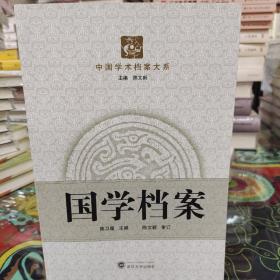 中国学术档案大系
主编 陈文新
国学档案
陈文新 审订
武汉大学出版社